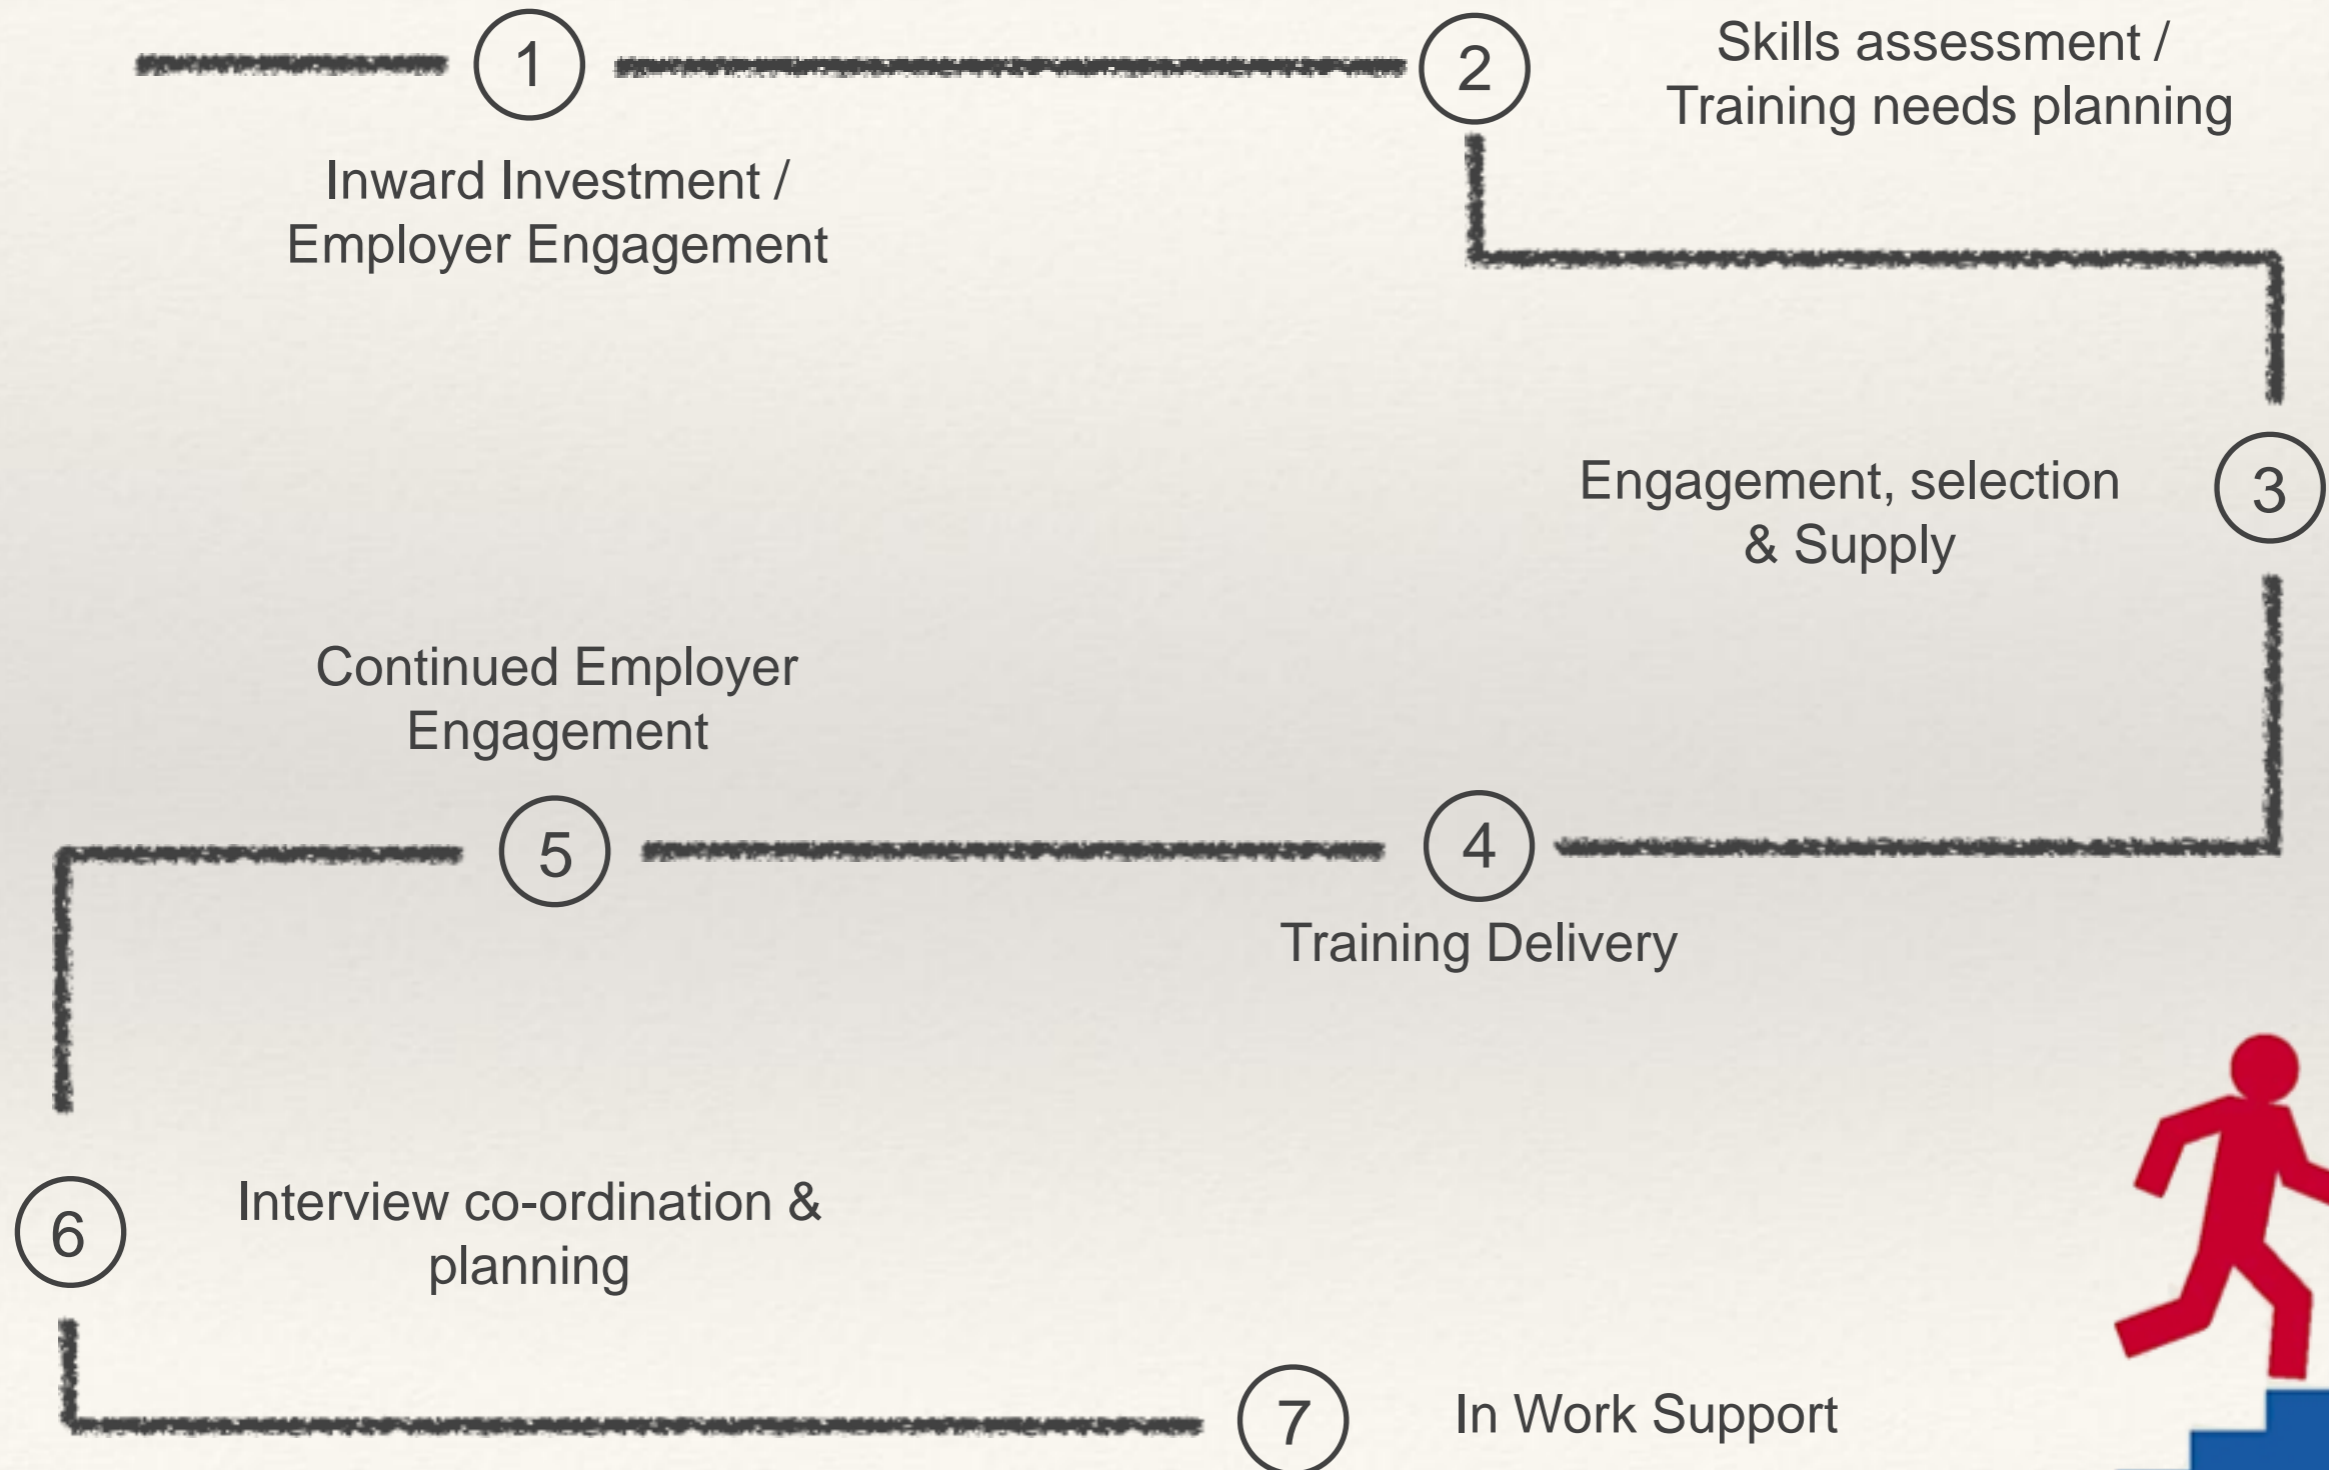 1
Inward Investment /
Employer Engagement
2
Skills assessment /
Training needs planning
3
Engagement, selection
& Supply
4
Training Delivery
5
Continued Employer
Engagement
6
Interview co-ordination &
planning
7
In Work Support